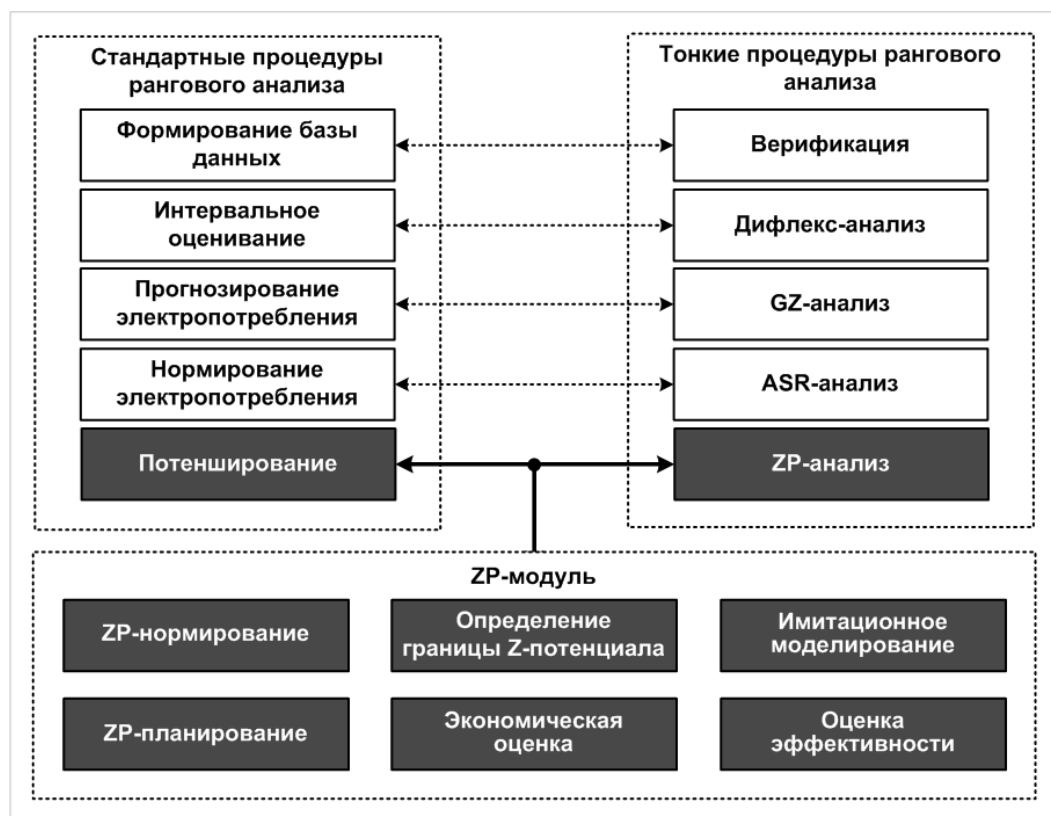 Стандартные процедуры
рангового анализа
Формирование базы
данных
Интервальное
оценивание
Прогнозирование
электропотребления
Нормирование
электропотребления
Потенширование
Тонкие процедуры рангового
анализа
Верификация
Дифлекс-анализ
GZ-анализ
ASR-анализ
ZP-анализ
ZP-модуль
ZP-нормирование
Определение
границы Z-потенциала
Имитационное
моделирование
ZP-планирование
Экономическая
оценка
Оценка
эффективности